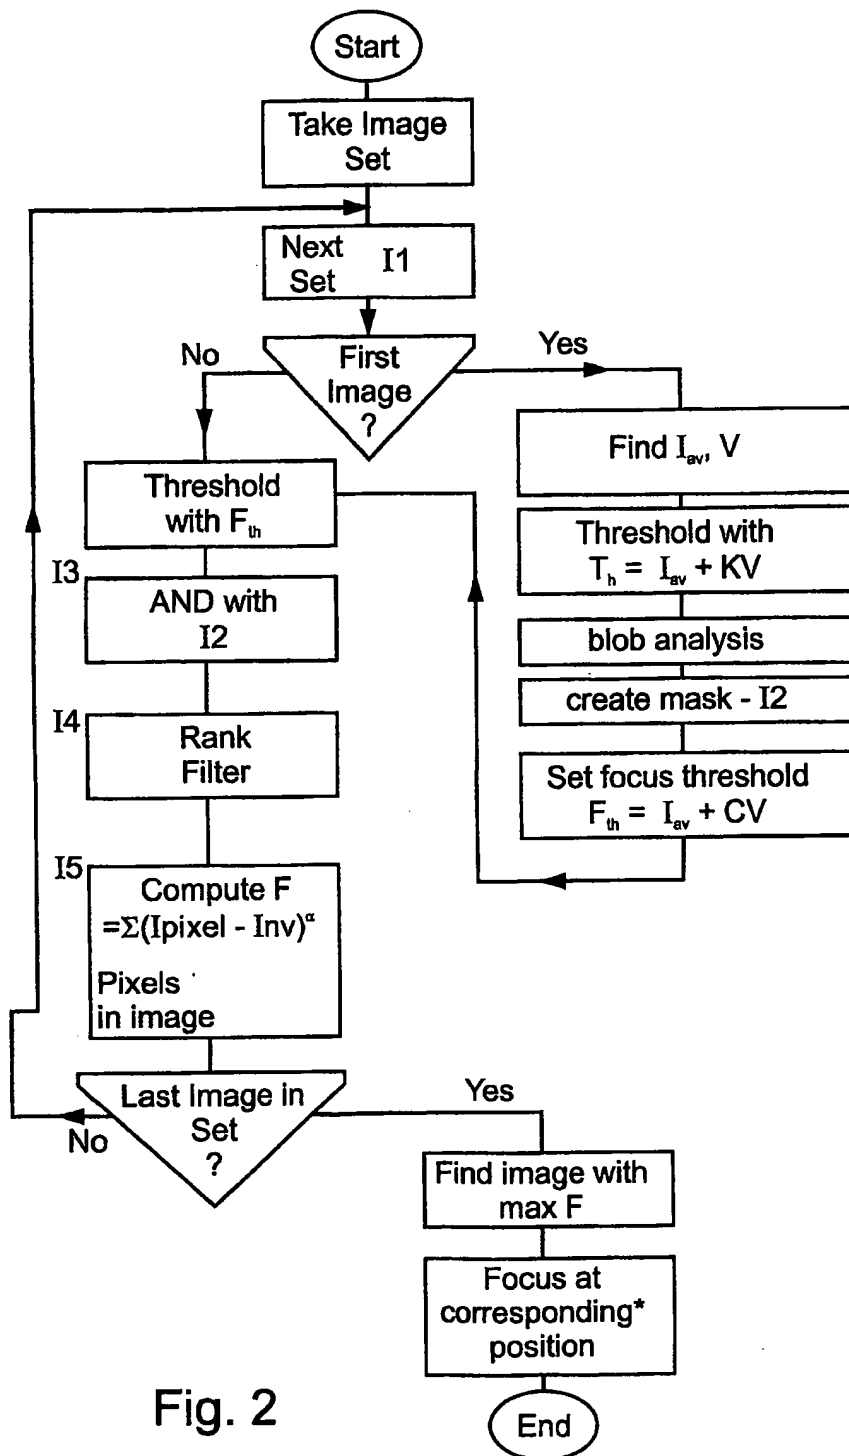 Start
Take Image
Set
Next I1
Set
First
Image
?
No
Yes
Find I_av, V
Threshold with
T_h = I_av + KV
blob analysis
create mask - I2
Set focus threshold
F_th = I_av + CV
Threshold
with F_th
I3
AND with
I2
I4
Rank
Filter
I5
Compute F
=Σ(Ipixel - Inv)^α
Pixels
in image
Last Image in
Set
?
No
Yes
Find image with
max F
Focus at
corresponding*
position
End
Fig. 2